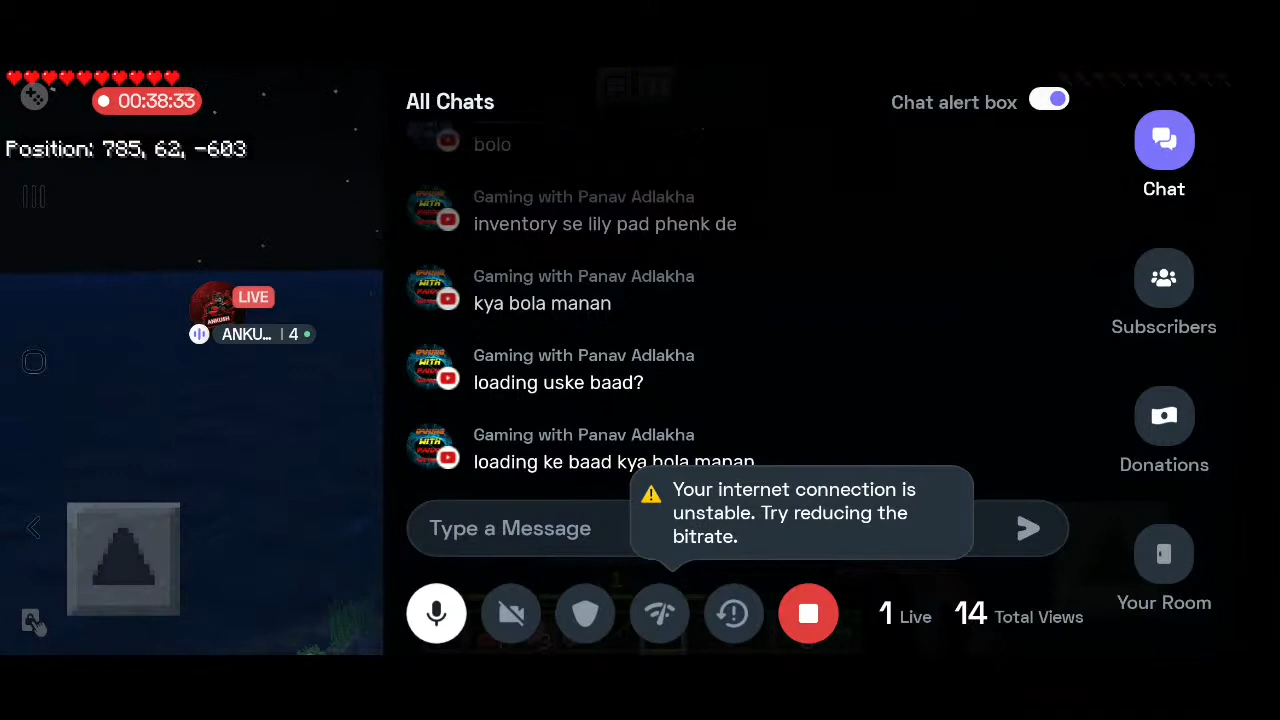 00:38:33
Position: 785, 62, -603
LIVE
ANKUSH
ANKU... | 4
All Chats
Chat alert box
bolo
Gaming with Panav Adlakha
inventory se lily pad phenk de
Gaming with Panav Adlakha
kya bola manan
Gaming with Panav Adlakha
loading uske baad?
Gaming with Panav Adlakha
loading ke baad kya bola manan
Your internet connection is
unstable. Try reducing the
bitrate.
Type a Message
1 Live 14 Total Views
Chat
Subscribers
Donations
Your Room